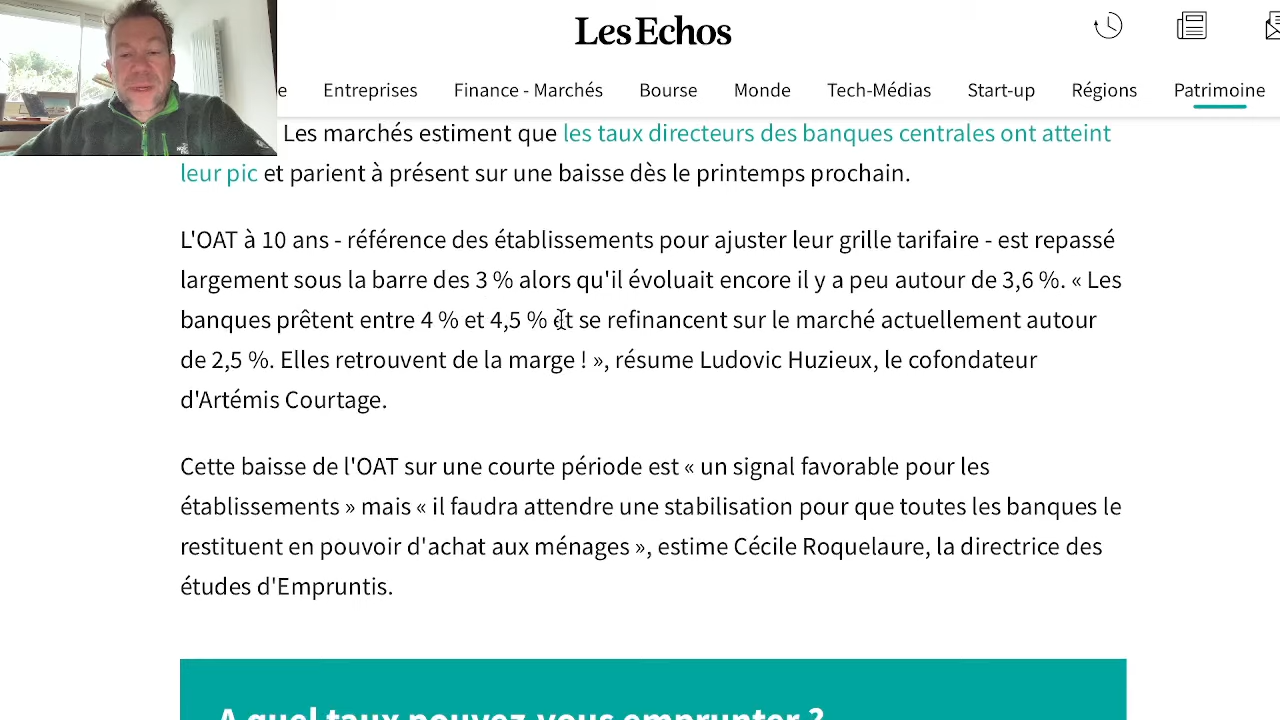 Les Echos
Entreprises Finance - Marchés Bourse Monde Tech-Médias Start-up Régions Patrimoine
Les marchés estiment que les taux directeurs des banques centrales ont atteint
leur pic et parient à présent sur une baisse dès le printemps prochain.
L'OAT à 10 ans - référence des établissements pour ajuster leur grille tarifaire - est repassé
largement sous la barre des 3 % alors qu'il évoluait encore il y a peu autour de 3,6 %. « Les
banques prêtent entre 4 % et 4,5 % et se refinancent sur le marché actuellement autour
de 2,5 %. Elles retrouvent de la marge ! », résume Ludovic Huzieux, le cofondateur
d'Artémis Courtage.
Cette baisse de l'OAT sur une courte période est « un signal favorable pour les
établissements » mais « il faudra attendre une stabilisation pour que toutes les banques le
restituent en pouvoir d'achat aux ménages », estime Cécile Roquelaure, la directrice des
études d'Empruntis.
A quel taux pouvez-vous emprunter ?